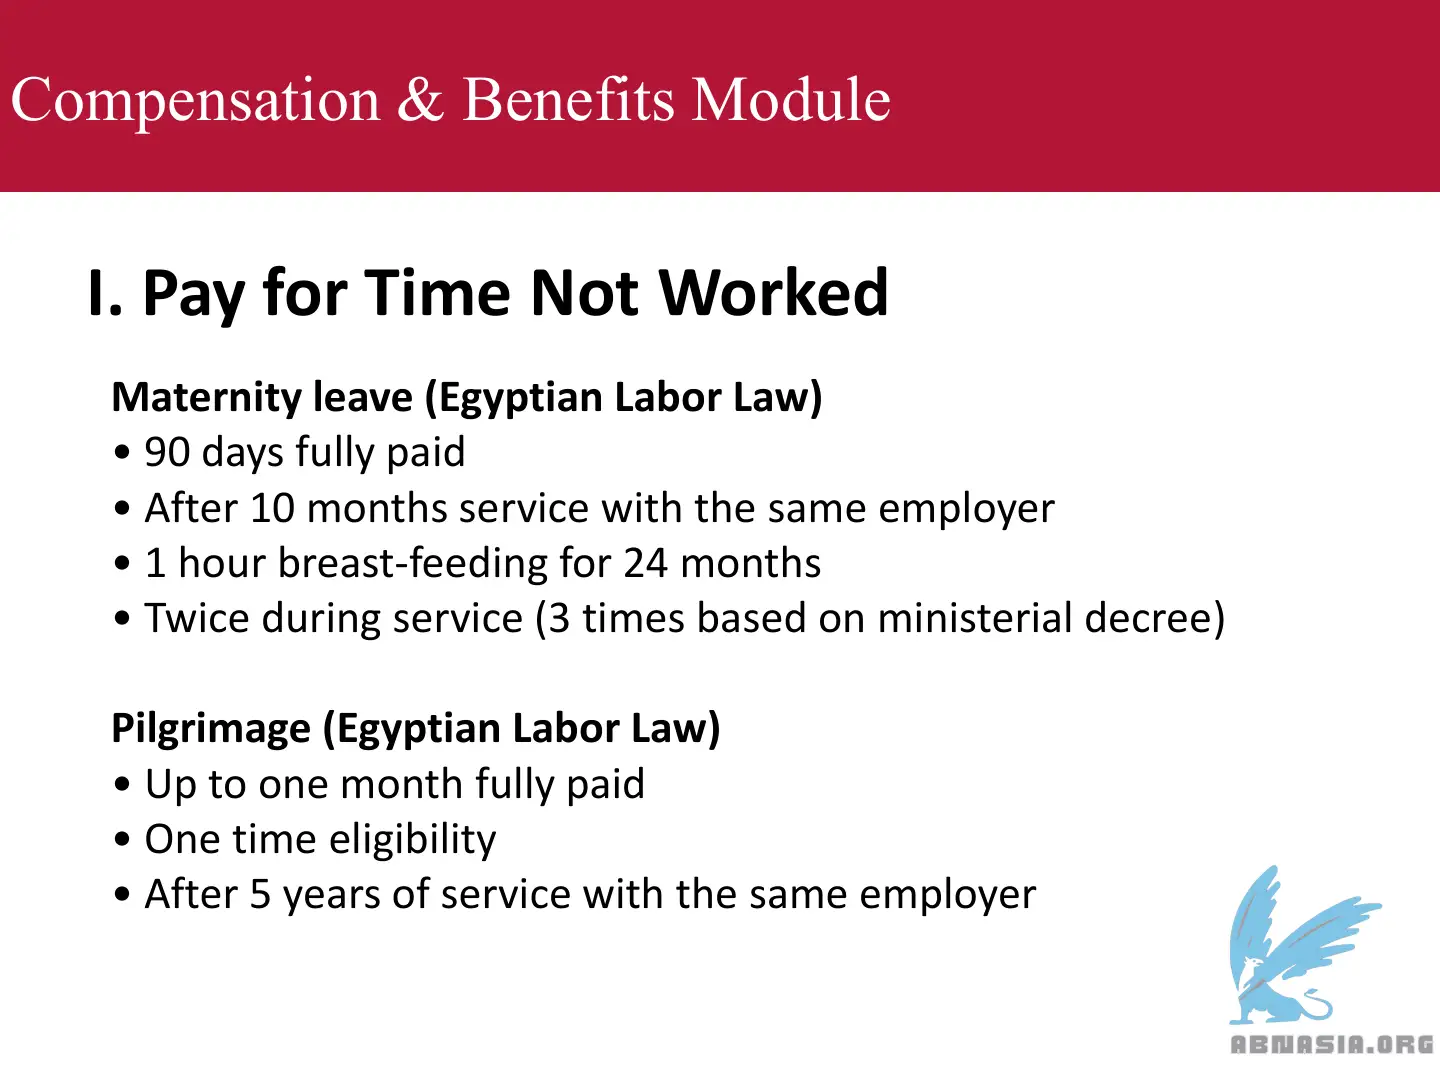 Compensation & Benefits Module
I. Pay for Time Not Worked
Maternity leave (Egyptian Labor Law)
• 90 days fully paid
• After 10 months service with the same employer
• 1 hour breast-feeding for 24 months
• Twice during service (3 times based on ministerial decree)
Pilgrimage (Egyptian Labor Law)
• Up to one month fully paid
• One time eligibility
• After 5 years of service with the same employer
ABNASIA.ORG